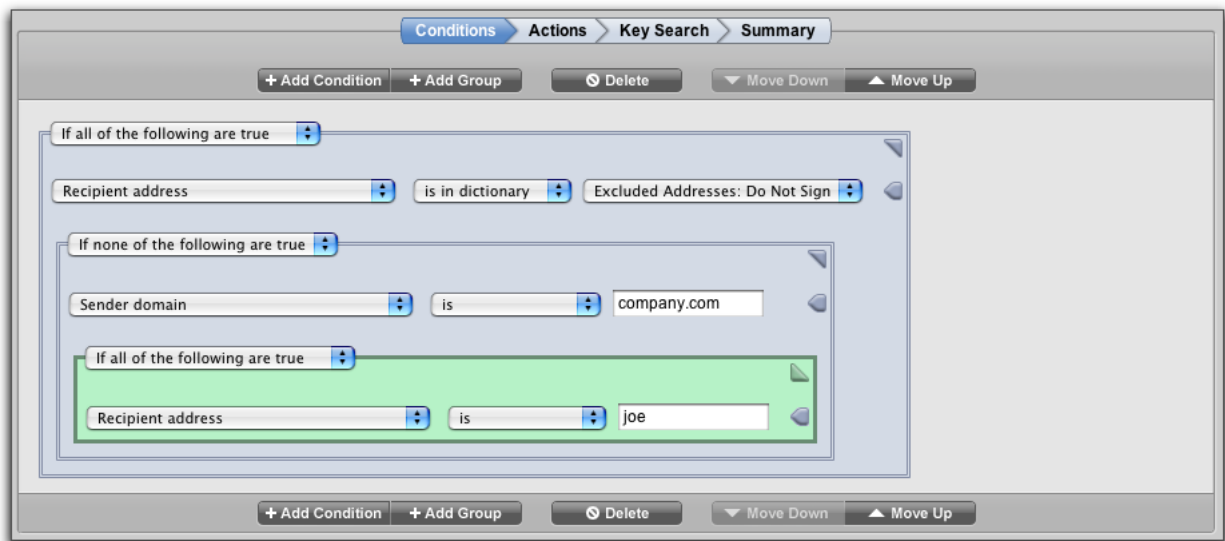 Conditions Actions Key Search Summary
+ Add Condition + Add Group Delete Move Down Move Up
If all of the following are true
Recipient address is in dictionary Excluded Addresses: Do Not Sign
If none of the following are true
Sender domain is company.com
If all of the following are true
Recipient address is joe
+ Add Condition + Add Group Delete Move Down Move Up